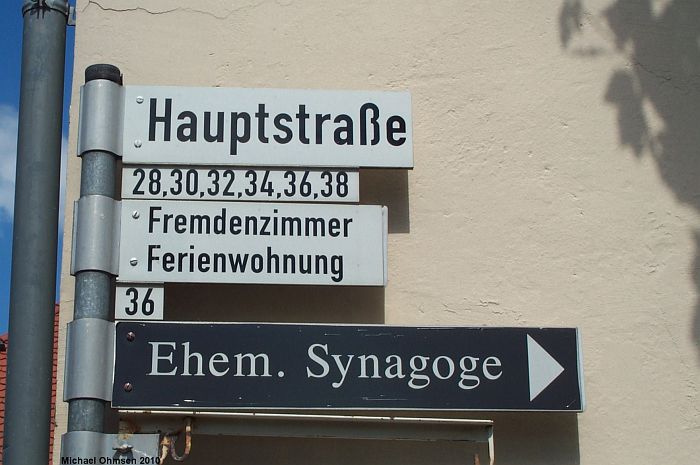 Hauptstraße
28,30,32,34,36,38
Fremdenzimmer
Ferienwohnung
36
Ehem. Synagoge
Michael Ohmsen 2010